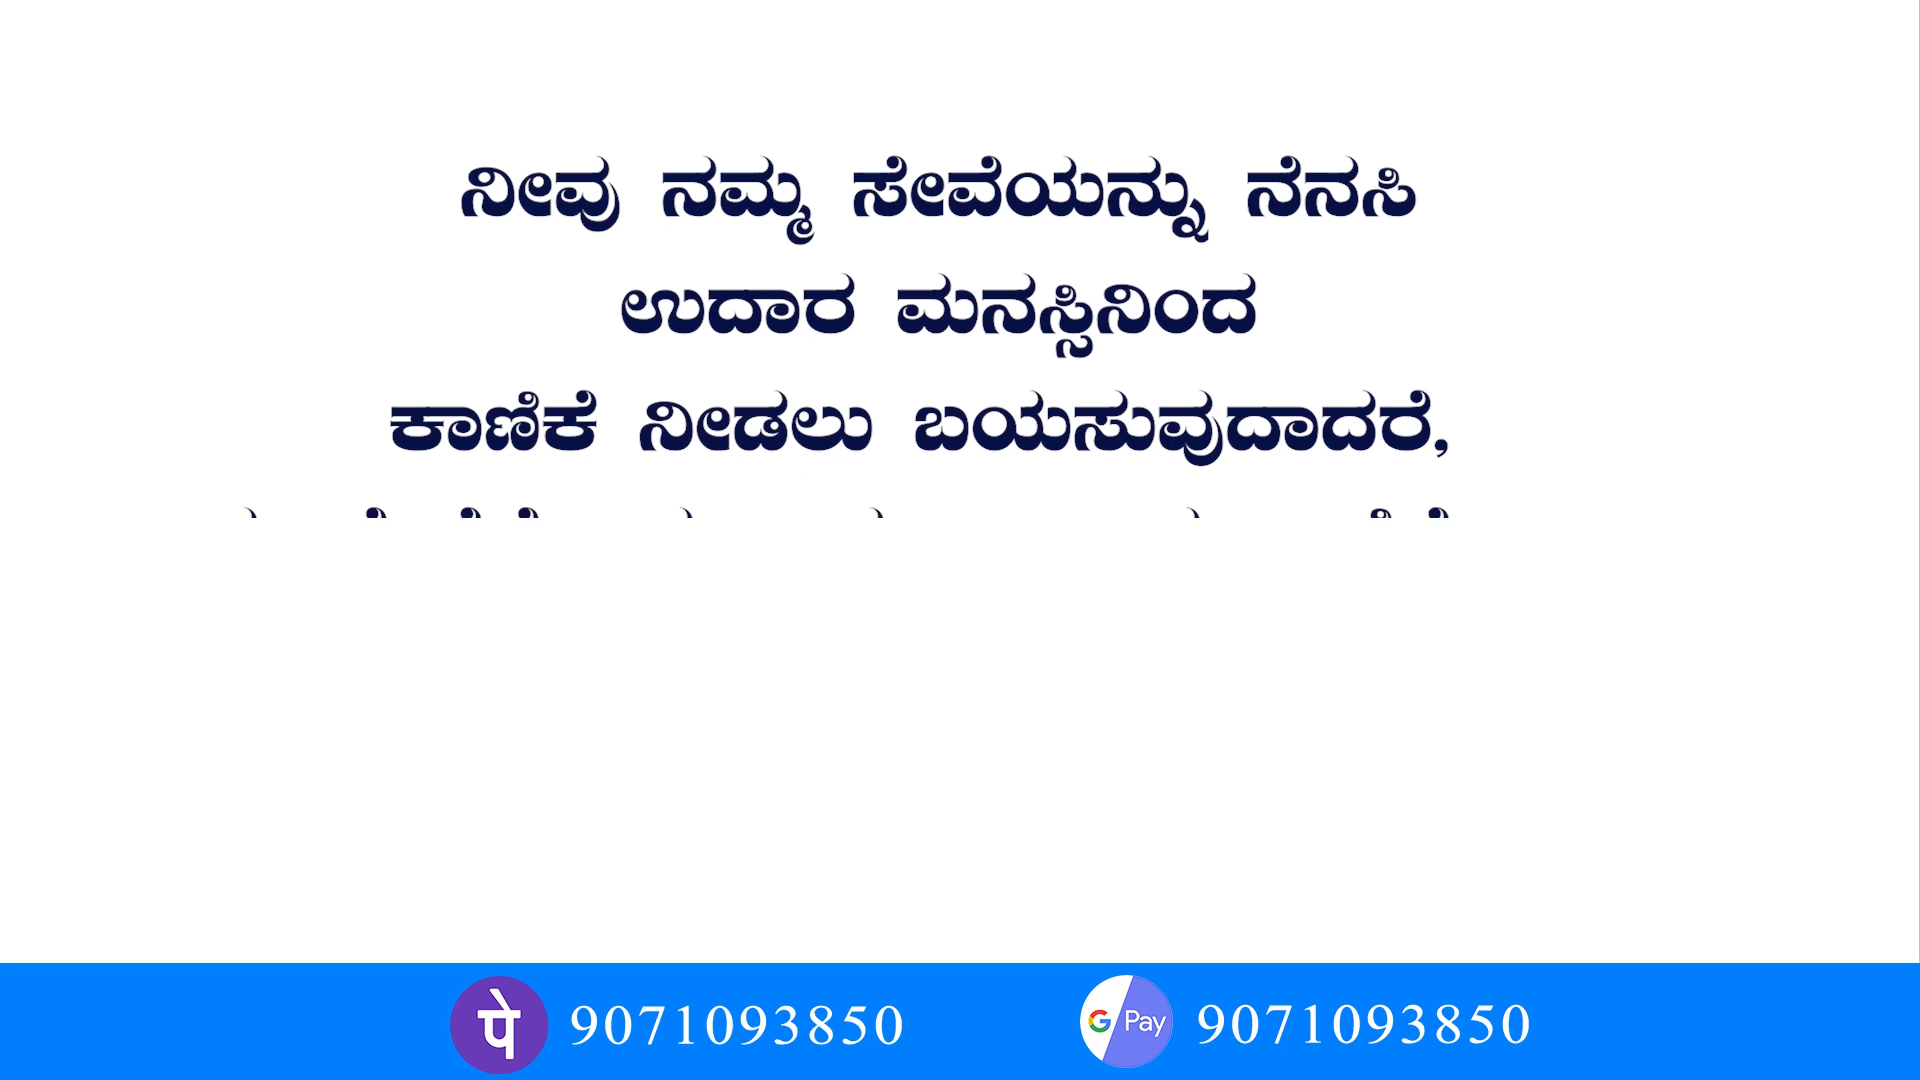 ನೀವು ನಮ್ಮ ಸೇವೆಯನ್ನು ನೆನಸಿ
ಉದಾರ ಮನಸ್ಸಿನಿಂದ
ಕಾಣಿಕೆ ನೀಡಲು ಬಯಸುವುದಾದರೆ,
पे 9071093850 G Pay 9071093850